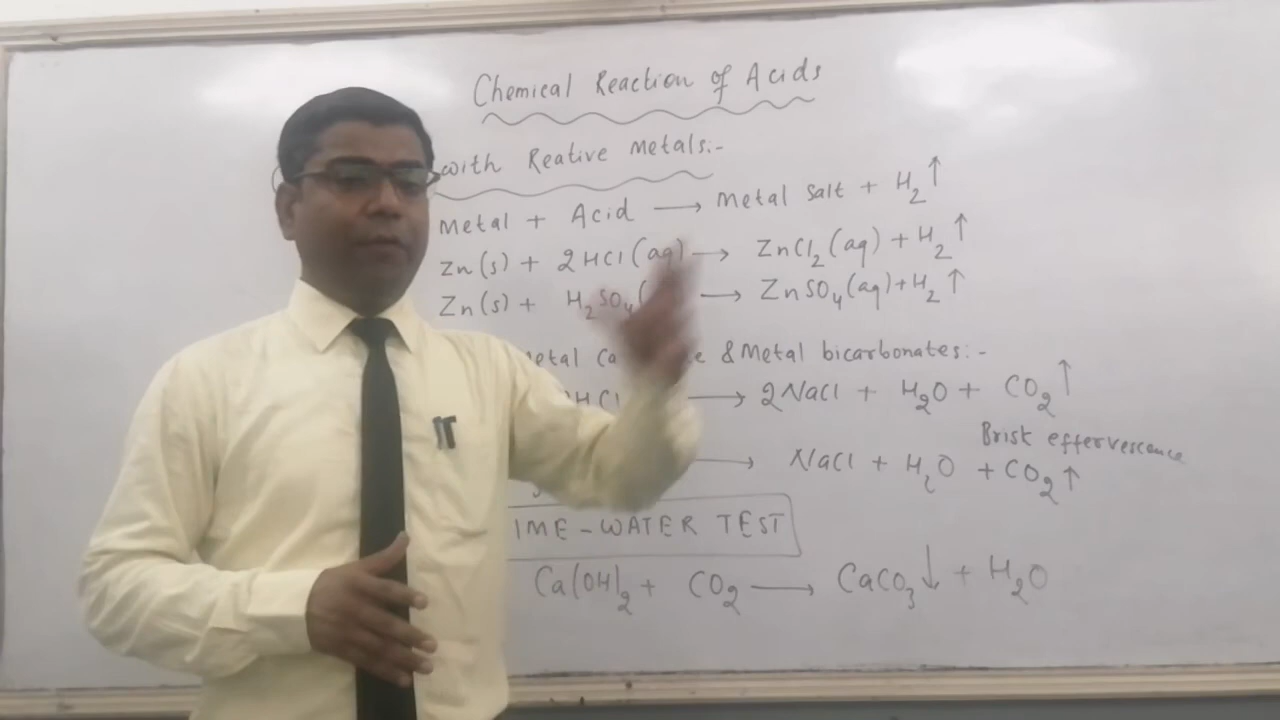 Chemical Reaction of Acids
with Reative Metals:-
Metal + Acid ⟶ Metal Salt + H₂↑
Zn(s) + 2HCl(aq) ⟶ ZnCl₂(aq) + H₂↑
Zn(s) + H₂SO₄( ⟶ ZnSO₄(aq)+H₂↑
&Metal bicarbonates:-
HCl ⟶ 2NaCl + H₂O + CO₂↑
Brisk effervescence
⟶ NaCl + H₂O + CO₂↑
IME-WATER TEST
Ca(OH)₂ + CO₂ ⟶ CaCO₃↓ + H₂O